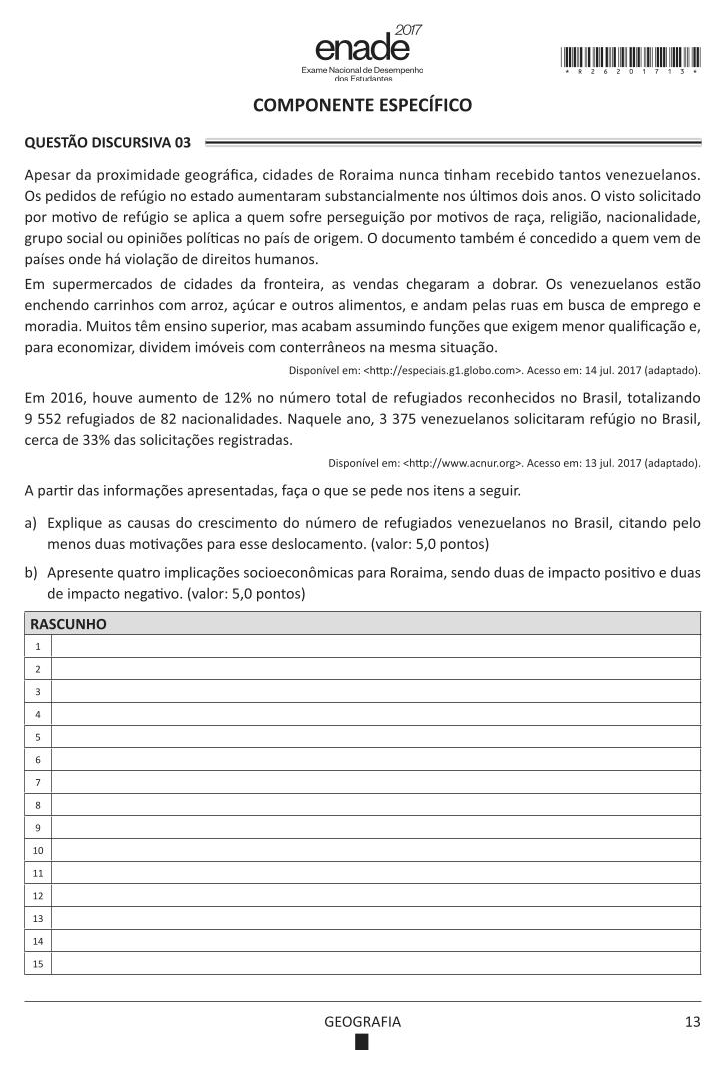 2017
enade
Exame Nacional de Desempenho
dos Estudantes
*R26201713*
COMPONENTE ESPECÍFICO
QUESTÃO DISCURSIVA 03
Apesar da proximidade geográfica, cidades de Roraima nunca tinham recebido tantos venezuelanos.
Os pedidos de refúgio no estado aumentaram substancialmente nos últimos dois anos. O visto solicitado
por motivo de refúgio se aplica a quem sofre perseguição por motivos de raça, religião, nacionalidade,
grupo social ou opiniões políticas no país de origem. O documento também é concedido a quem vem de
países onde há violação de direitos humanos.
Em supermercados de cidades da fronteira, as vendas chegaram a dobrar. Os venezuelanos estão
enchendo carrinhos com arroz, açúcar e outros alimentos, e andam pelas ruas em busca de emprego e
moradia. Muitos têm ensino superior, mas acabam assumindo funções que exigem menor qualificação e,
para economizar, dividem imóveis com conterrâneos na mesma situação.
Disponível em: <http://especiais.g1.globo.com>. Acesso em: 14 jul. 2017 (adaptado).
Em 2016, houve aumento de 12% no número total de refugiados reconhecidos no Brasil, totalizando
9 552 refugiados de 82 nacionalidades. Naquele ano, 3 375 venezuelanos solicitaram refúgio no Brasil,
cerca de 33% das solicitações registradas.
Disponível em: <http://www.acnur.org>. Acesso em: 13 jul. 2017 (adaptado).
A partir das informações apresentadas, faça o que se pede nos itens a seguir.
a) Explique as causas do crescimento do número de refugiados venezuelanos no Brasil, citando pelo
menos duas motivações para esse deslocamento. (valor: 5,0 pontos)
b) Apresente quatro implicações socioeconômicas para Roraima, sendo duas de impacto positivo e duas
de impacto negativo. (valor: 5,0 pontos)
RASCUNHO
1
2
3
4
5
6
7
8
9
10
11
12
13
14
15
GEOGRAFIA
13